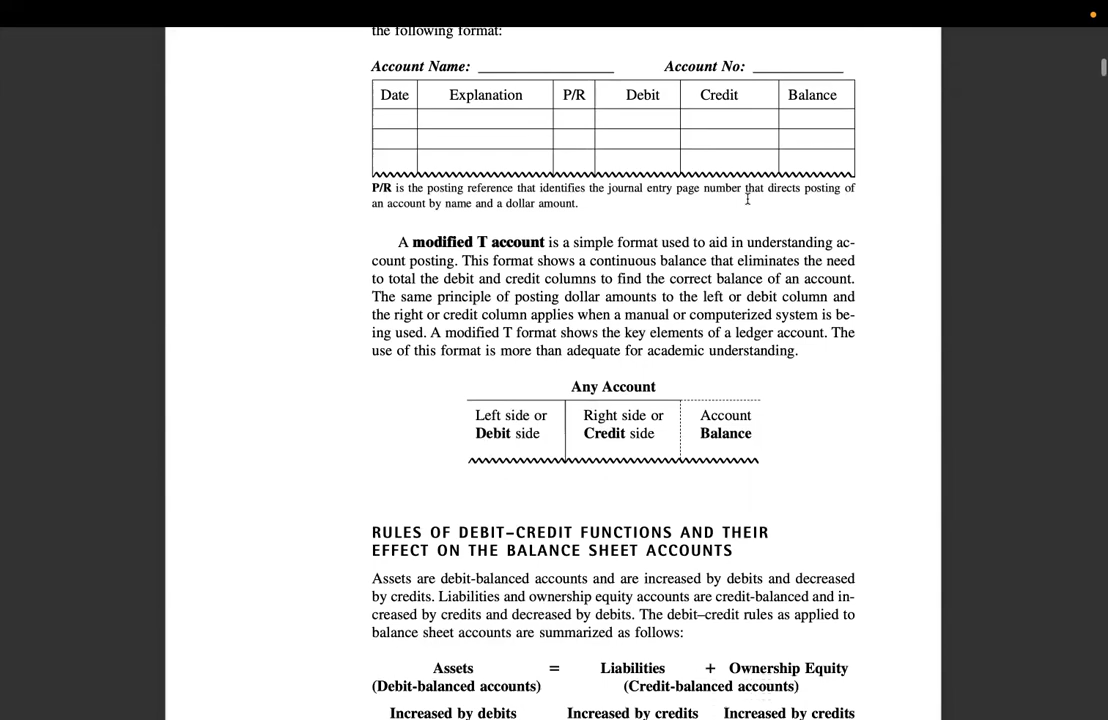 the following format:
Account Name: Account No:
Date Explanation P/R Debit Credit Balance
P/R is the posting reference that identifies the journal entry page number that directs posting of
an account by name and a dollar amount.
A modified T account is a simple format used to aid in understanding ac-
count posting. This format shows a continuous balance that eliminates the need
to total the debit and credit columns to find the correct balance of an account.
The same principle of posting dollar amounts to the left or debit column and
the right or credit column applies when a manual or computerized system is be-
ing used. A modified T format shows the key elements of a ledger account. The
use of this format is more than adequate for academic understanding.
Any Account
Left side or Right side or Account
Debit side Credit side Balance
RULES OF DEBIT–CREDIT FUNCTIONS AND THEIR
EFFECT ON THE BALANCE SHEET ACCOUNTS
Assets are debit-balanced accounts and are increased by debits and decreased
by credits. Liabilities and ownership equity accounts are credit-balanced and in-
creased by credits and decreased by debits. The debit–credit rules as applied to
balance sheet accounts are summarized as follows:
Assets = Liabilities + Ownership Equity
(Debit-balanced accounts) (Credit-balanced accounts)
Increased by debits Increased by credits Increased by credits